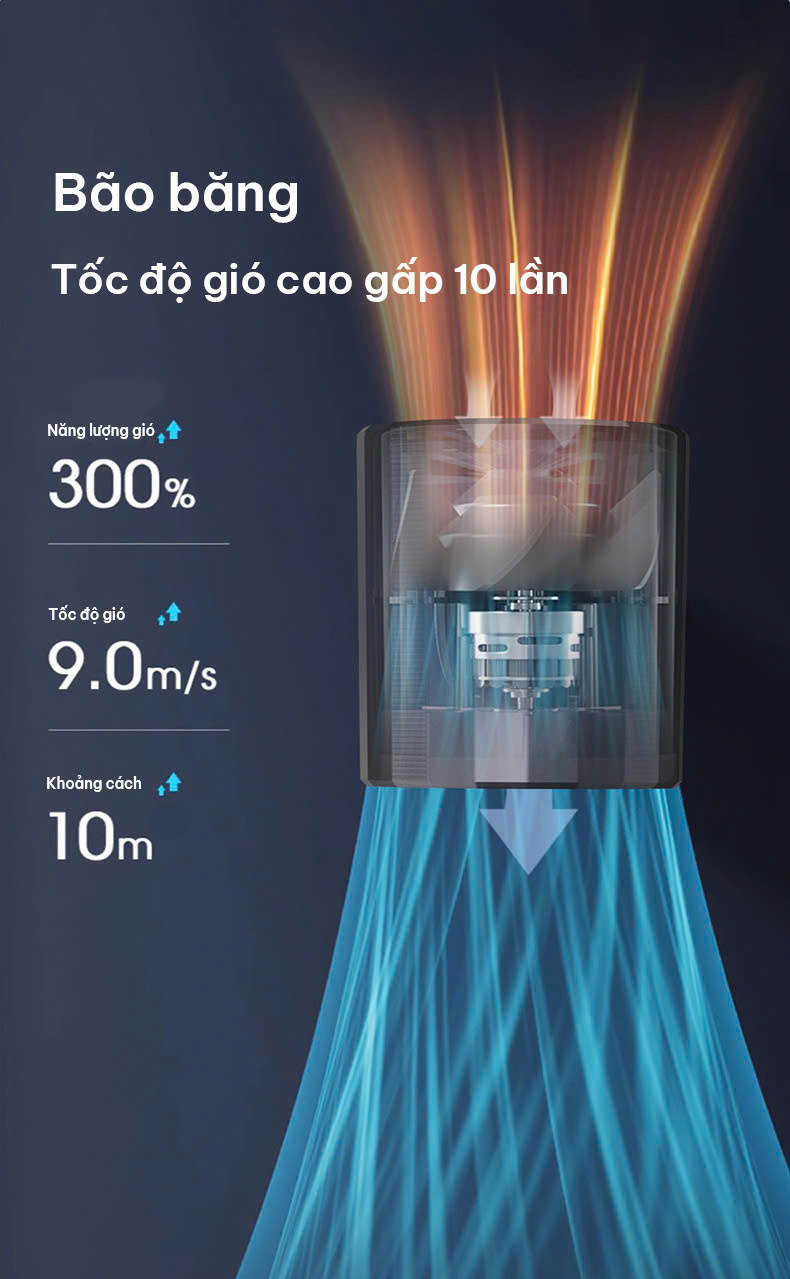 Bão băng
Tốc độ gió cao gấp 10 lần
Năng lượng gió
300%
Tốc độ gió
9.0m/s
Khoảng cách
10m